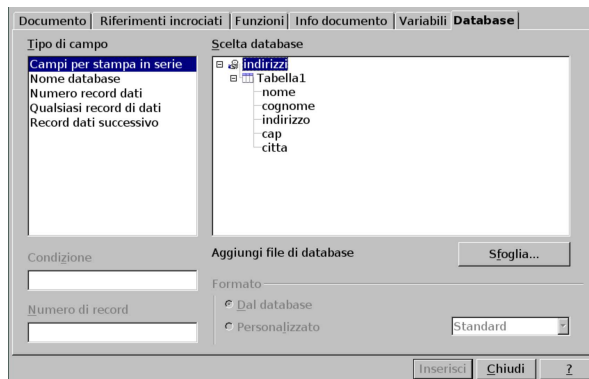 Documento Riferimenti incrociati Funzioni Info documento Variabili Database
Tipo di campo
Campi per stampa in serie
Nome database
Numero record dati
Qualsiasi record di dati
Record dati successivo
Scelta database
indirizzi
Tabella1
nome
cognome
indirizzo
cap
citta
Condizione
Aggiungi file di database Sfoglia...
Numero di record
Formato
Dal database
Personalizzato Standard
Inserisci Chiudi ?